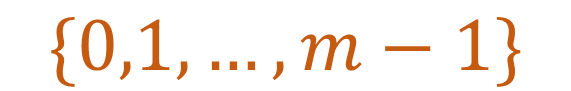 {0,1, … , m − 1}